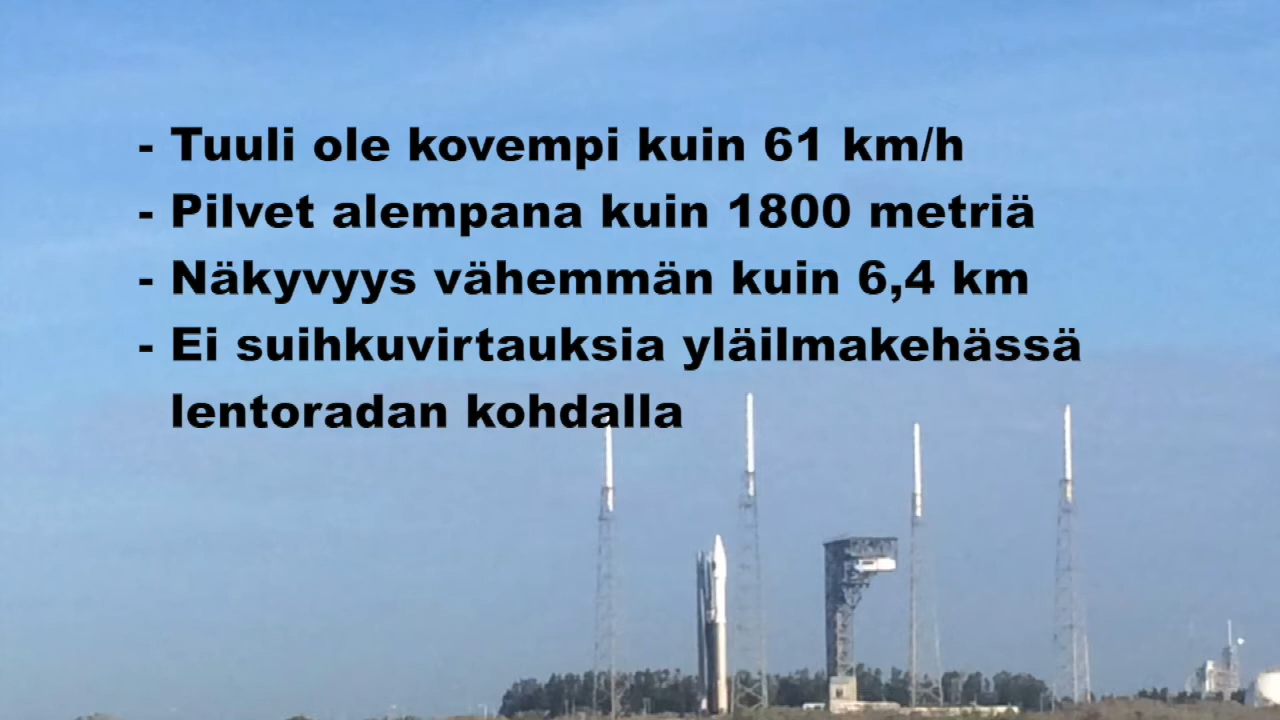 - Tuuli ole kovempi kuin 61 km/h
- Pilvet alempana kuin 1800 metriä
- Näkyvyys vähemmän kuin 6,4 km
- Ei suihkuvirtauksia yläilmakehässä
lentoradan kohdalla